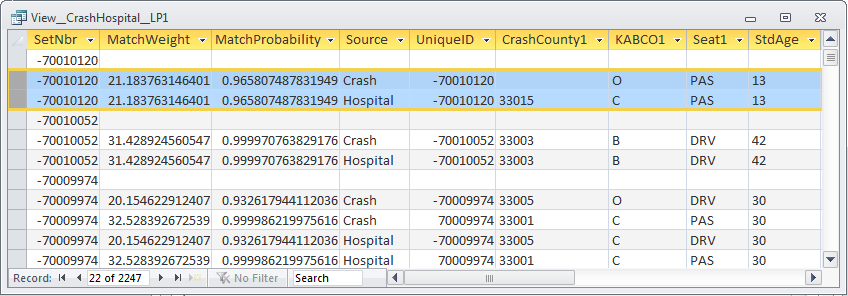 View__CrashHospital__LP1
SetNbr MatchWeight MatchProbability Source UniqueID CrashCounty1 KABCO1 Seat1 StdAge
-70010120
-70010120 21.183763146401 0.965807487831949 Crash -70010120 O PAS 13
-70010120 21.183763146401 0.965807487831949 Hospital -70010120 33015 C PAS 13
-70010052
-70010052 31.428924560547 0.999970763829176 Crash -70010052 33003 B DRV 42
-70010052 31.428924560547 0.999970763829176 Hospital -70010052 33003 B DRV 42
-70009974
-70009974 20.154622912407 0.932617944112036 Crash -70009974 33005 O DRV 30
-70009974 32.528392672539 0.999986219975616 Crash 70009974 33001 C PAS 30
-70009974 20.154622912407 0.932617944112036 Hospital -70009974 33005 C DRV 30
-70009974 32.528392672539 0.999986219975616 Hospital 70009974 33001 C PAS 30
Record: 22 of 2247 No Filter Search